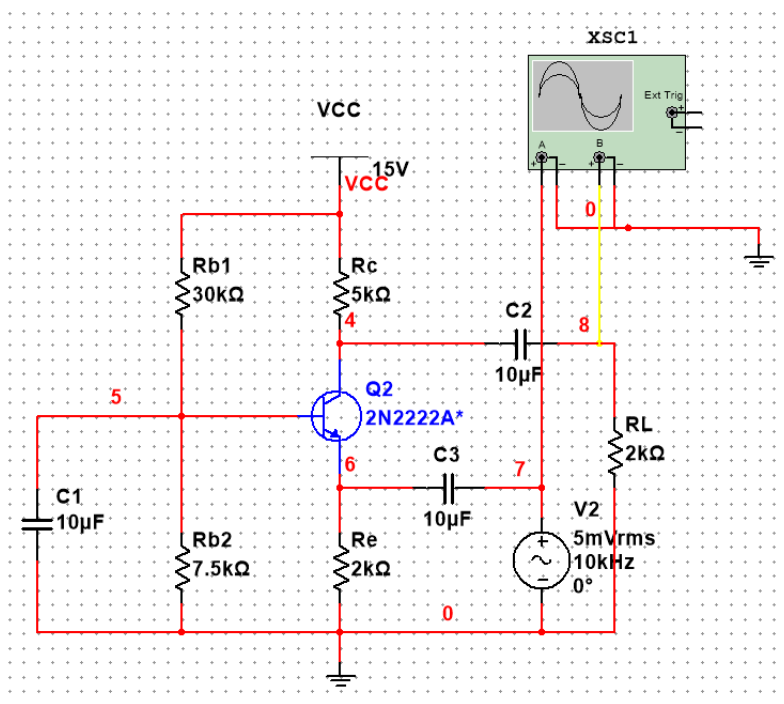 XSC1
Ext Trig
+
−
A
B
+
−
+
−
VCC
15V
VCC
0
Rb1
30kΩ
Rc
5kΩ
4
C2
10µF
8
5
Q2
2N2222A*
RL
2kΩ
6
C3
10µF
7
C1
10µF
V2
5mVrms
10kHz
0°
+
−
Rb2
7.5kΩ
Re
2kΩ
0